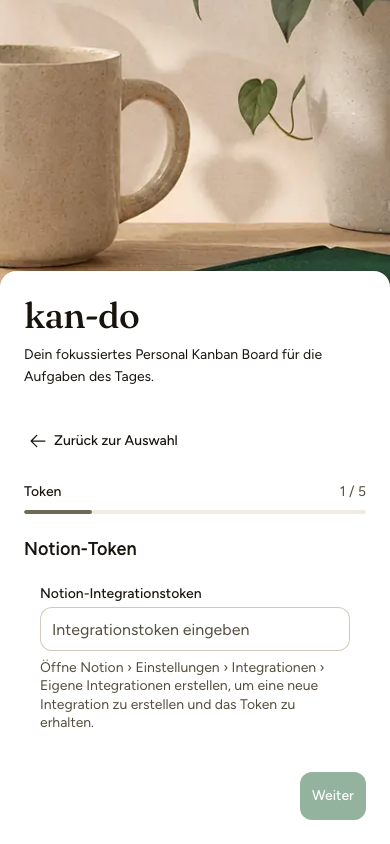 kan-do
Dein fokussiertes Personal Kanban Board für die
Aufgaben des Tages.
← Zurück zur Auswahl
Token 1 / 5
Notion-Token
Notion-Integrationstoken
Integrationstoken eingeben
Öffne Notion › Einstellungen › Integrationen ›
Eigene Integrationen erstellen, um eine neue
Integration zu erstellen und das Token zu
erhalten.
Weiter